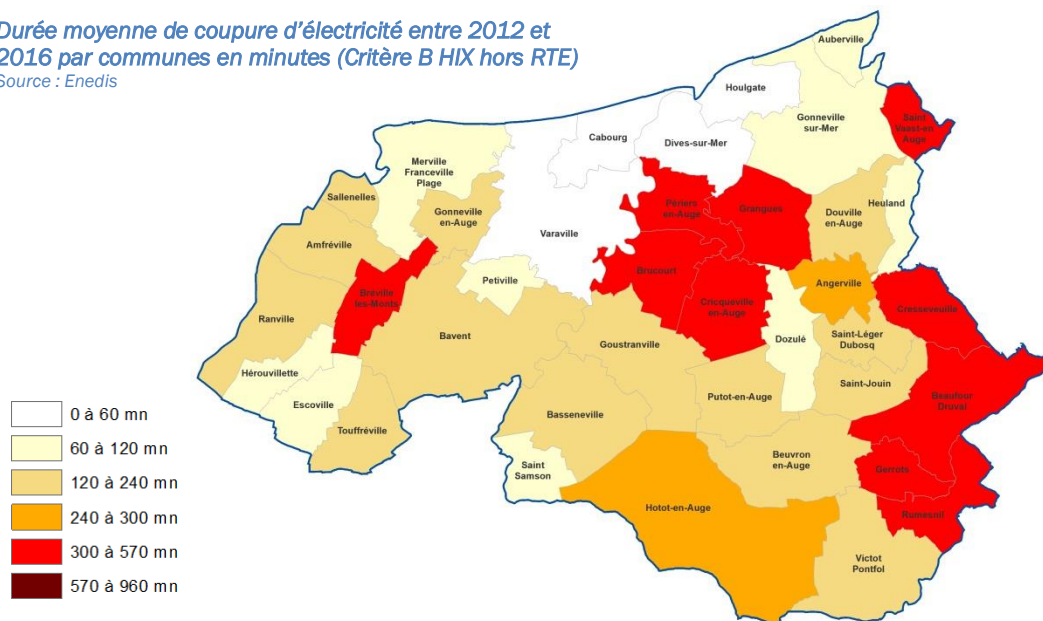 Durée moyenne de coupure d'électricité entre 2012 et
2016 par communes en minutes (Critère B HIX hors RTE)
Source : Enedis
Auberville
Houlgate
Gonneville
sur-Mer
Saint
Vaast-en
Auge
Cabourg
Dives-sur-Mer
Merville
Franceville
Plage
Sallenelles
Gonneville
en-Auge
Périers
en-Auge
Grangues
Douville
en-Auge
Heuland
Varaville
Amfréville
Petiville
Brucourt
Angerville
Bréville
les-Monts
Cricqueville
en-Auge
Cresseveuille
Ranville
Bavent
Goustranville
Dozulé
Saint-Léger
Dubosq
Hérouvillette
Saint-Jouin
Escoville
Putot-en-Auge
Beaufour
Druval
Basseneville
Touffréville
Beuvron
en-Auge
Saint
Samson
Gerrots
Hotot-en-Auge
Rumesnil
Victot
Pontfol
0 à 60 mn
60 à 120 mn
120 à 240 mn
240 à 300 mn
300 à 570 mn
570 à 960 mn